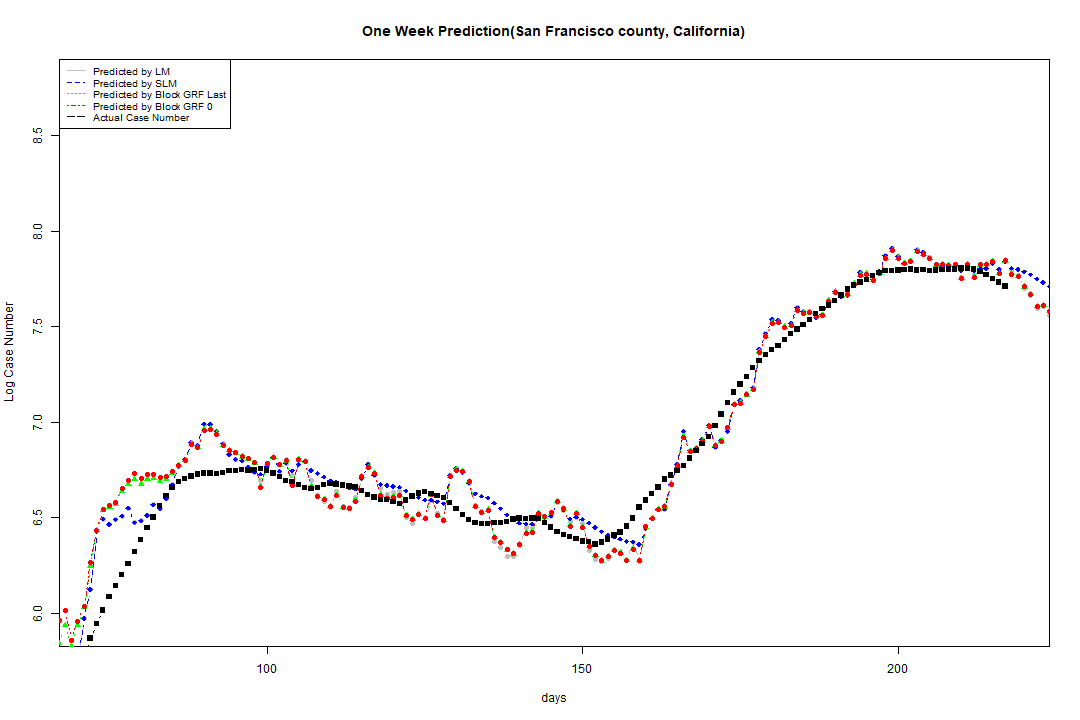 One Week Prediction(San Francisco county, California)
Predicted by LM
Predicted by SLM
Predicted by Block GRF Last
Predicted by Block GRF 0
Actual Case Number
8.5
8.0
7.5
7.0
6.5
6.0
Log Case Number
100
150
200
days